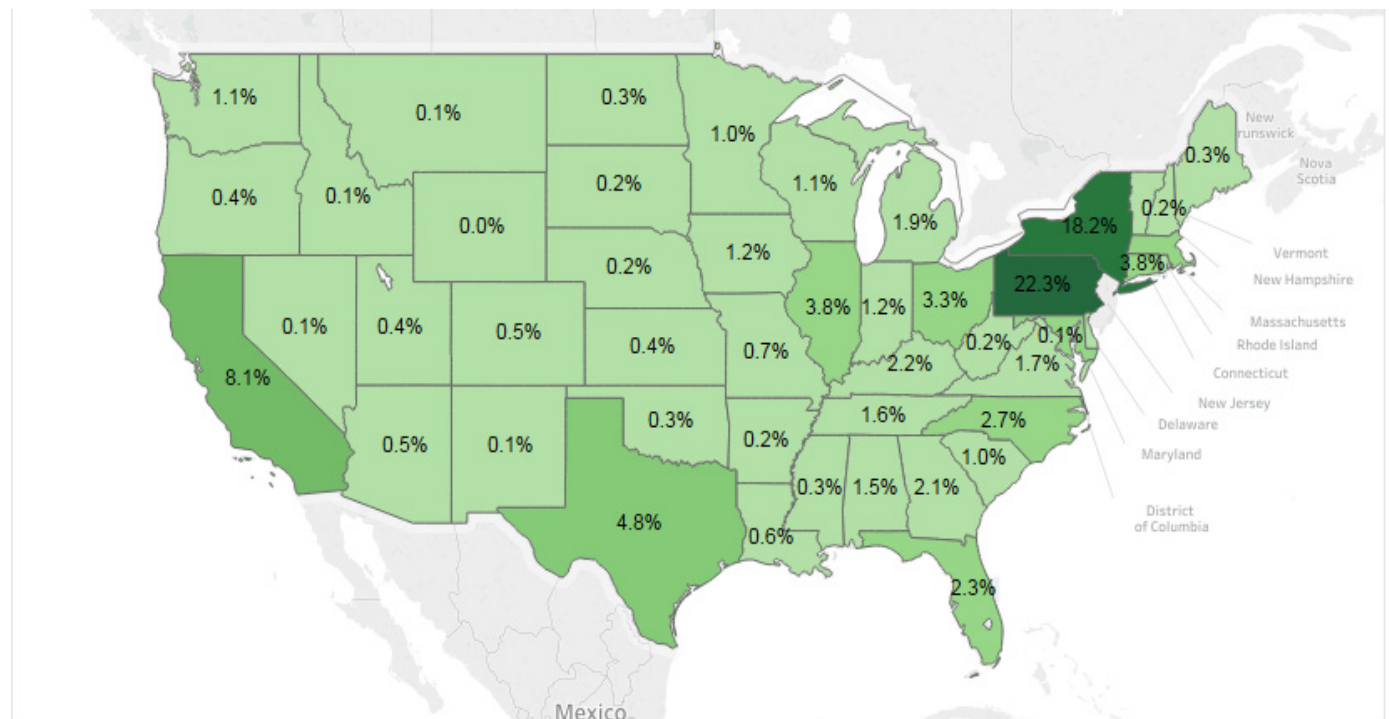 1.1%
0.1%
0.3%
1.0%
New
runswick
Nova
Scotia
0.3%
0.4%
0.1%
0.0%
0.2%
1.1%
1.9%
18.2%
0.2%
Vermont
New Hampshire
3.8%
22.3%
1.2%
0.2%
8.1%
0.1%
0.4%
0.5%
0.4%
0.7%
3.8%
1.2%
3.3%
0.2%
0.1%
1.7%
2.2%
Massachusetts
Rhode Island
Connecticut
New Jersey
Delaware
Maryland
District
of Columbia
0.5%
0.1%
0.3%
0.2%
1.6%
2.7%
1.0%
4.8%
0.6%
0.3%
1.5%
2.1%
2.3%
Mexico